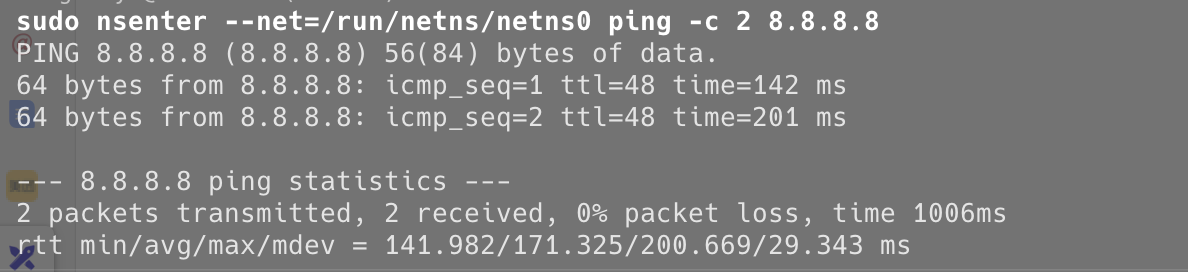 sudo nsenter --net=/run/netns/netns0 ping -c 2 8.8.8.8
PING 8.8.8.8 (8.8.8.8) 56(84) bytes of data.
64 bytes from 8.8.8.8: icmp_seq=1 ttl=48 time=142 ms
64 bytes from 8.8.8.8: icmp_seq=2 ttl=48 time=201 ms
--- 8.8.8.8 ping statistics ---
2 packets transmitted, 2 received, 0% packet loss, time 1006ms
rtt min/avg/max/mdev = 141.982/171.325/200.669/29.343 ms